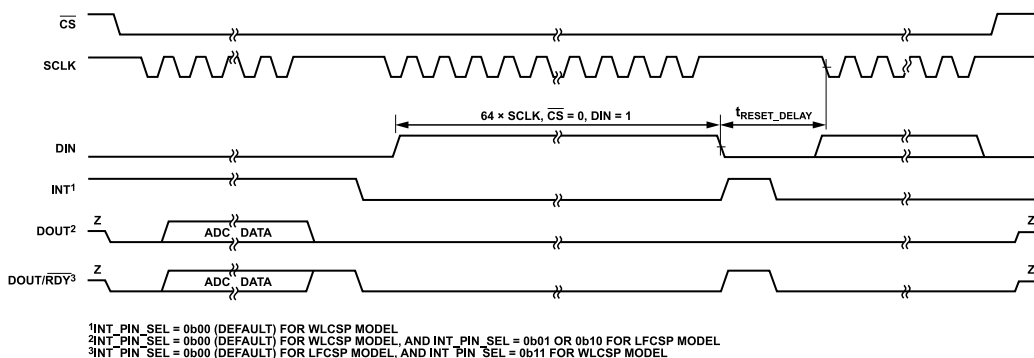 CS
SCLK
64 × SCLK, CS = 0, DIN = 1
tRESET_DELAY
DIN
INT1
Z
Z
DOUT2
ADC DATA
Z
Z
DOUT/RDY3
ADC DATA
1INT_PIN_SEL = 0b00 (DEFAULT) FOR WLCSP MODEL
2INT_PIN_SEL = 0b00 (DEFAULT) FOR WLCSP MODEL, AND INT_PIN_SEL = 0b01 OR 0b10 FOR LFCSP MODEL
3INT_PIN_SEL = 0b00 (DEFAULT) FOR LFCSP MODEL, AND INT_PIN_SEL = 0b11 FOR WLCSP MODEL